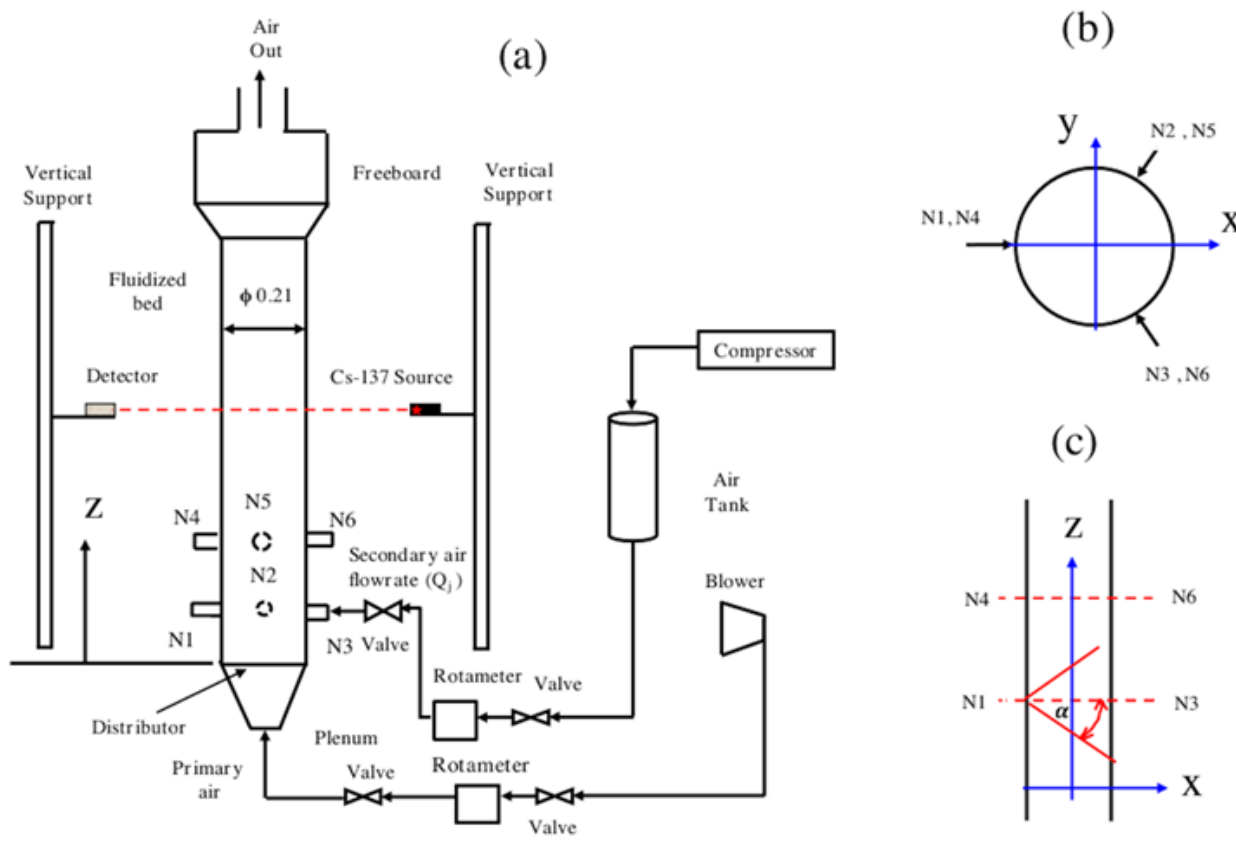 Air
Out
(a)
(b)
Vertical
Support
Freeboard
Vertical
Support
y
N2 , N5
N1, N4
X
N3 , N6
Fluidized
bed
ϕ 0.21
Compressor
Detector
Cs-137 Source
(c)
Air
Tank
Z
N4
N5
N6
N2
Secondary air
flowrate (Qj)
Blower
N1
N3
Valve
Rotameter
Valve
Distributor
Plenum
Primary
air
Valve
Rotameter
Valve
Z
N4
N6
N1
α
N3
X